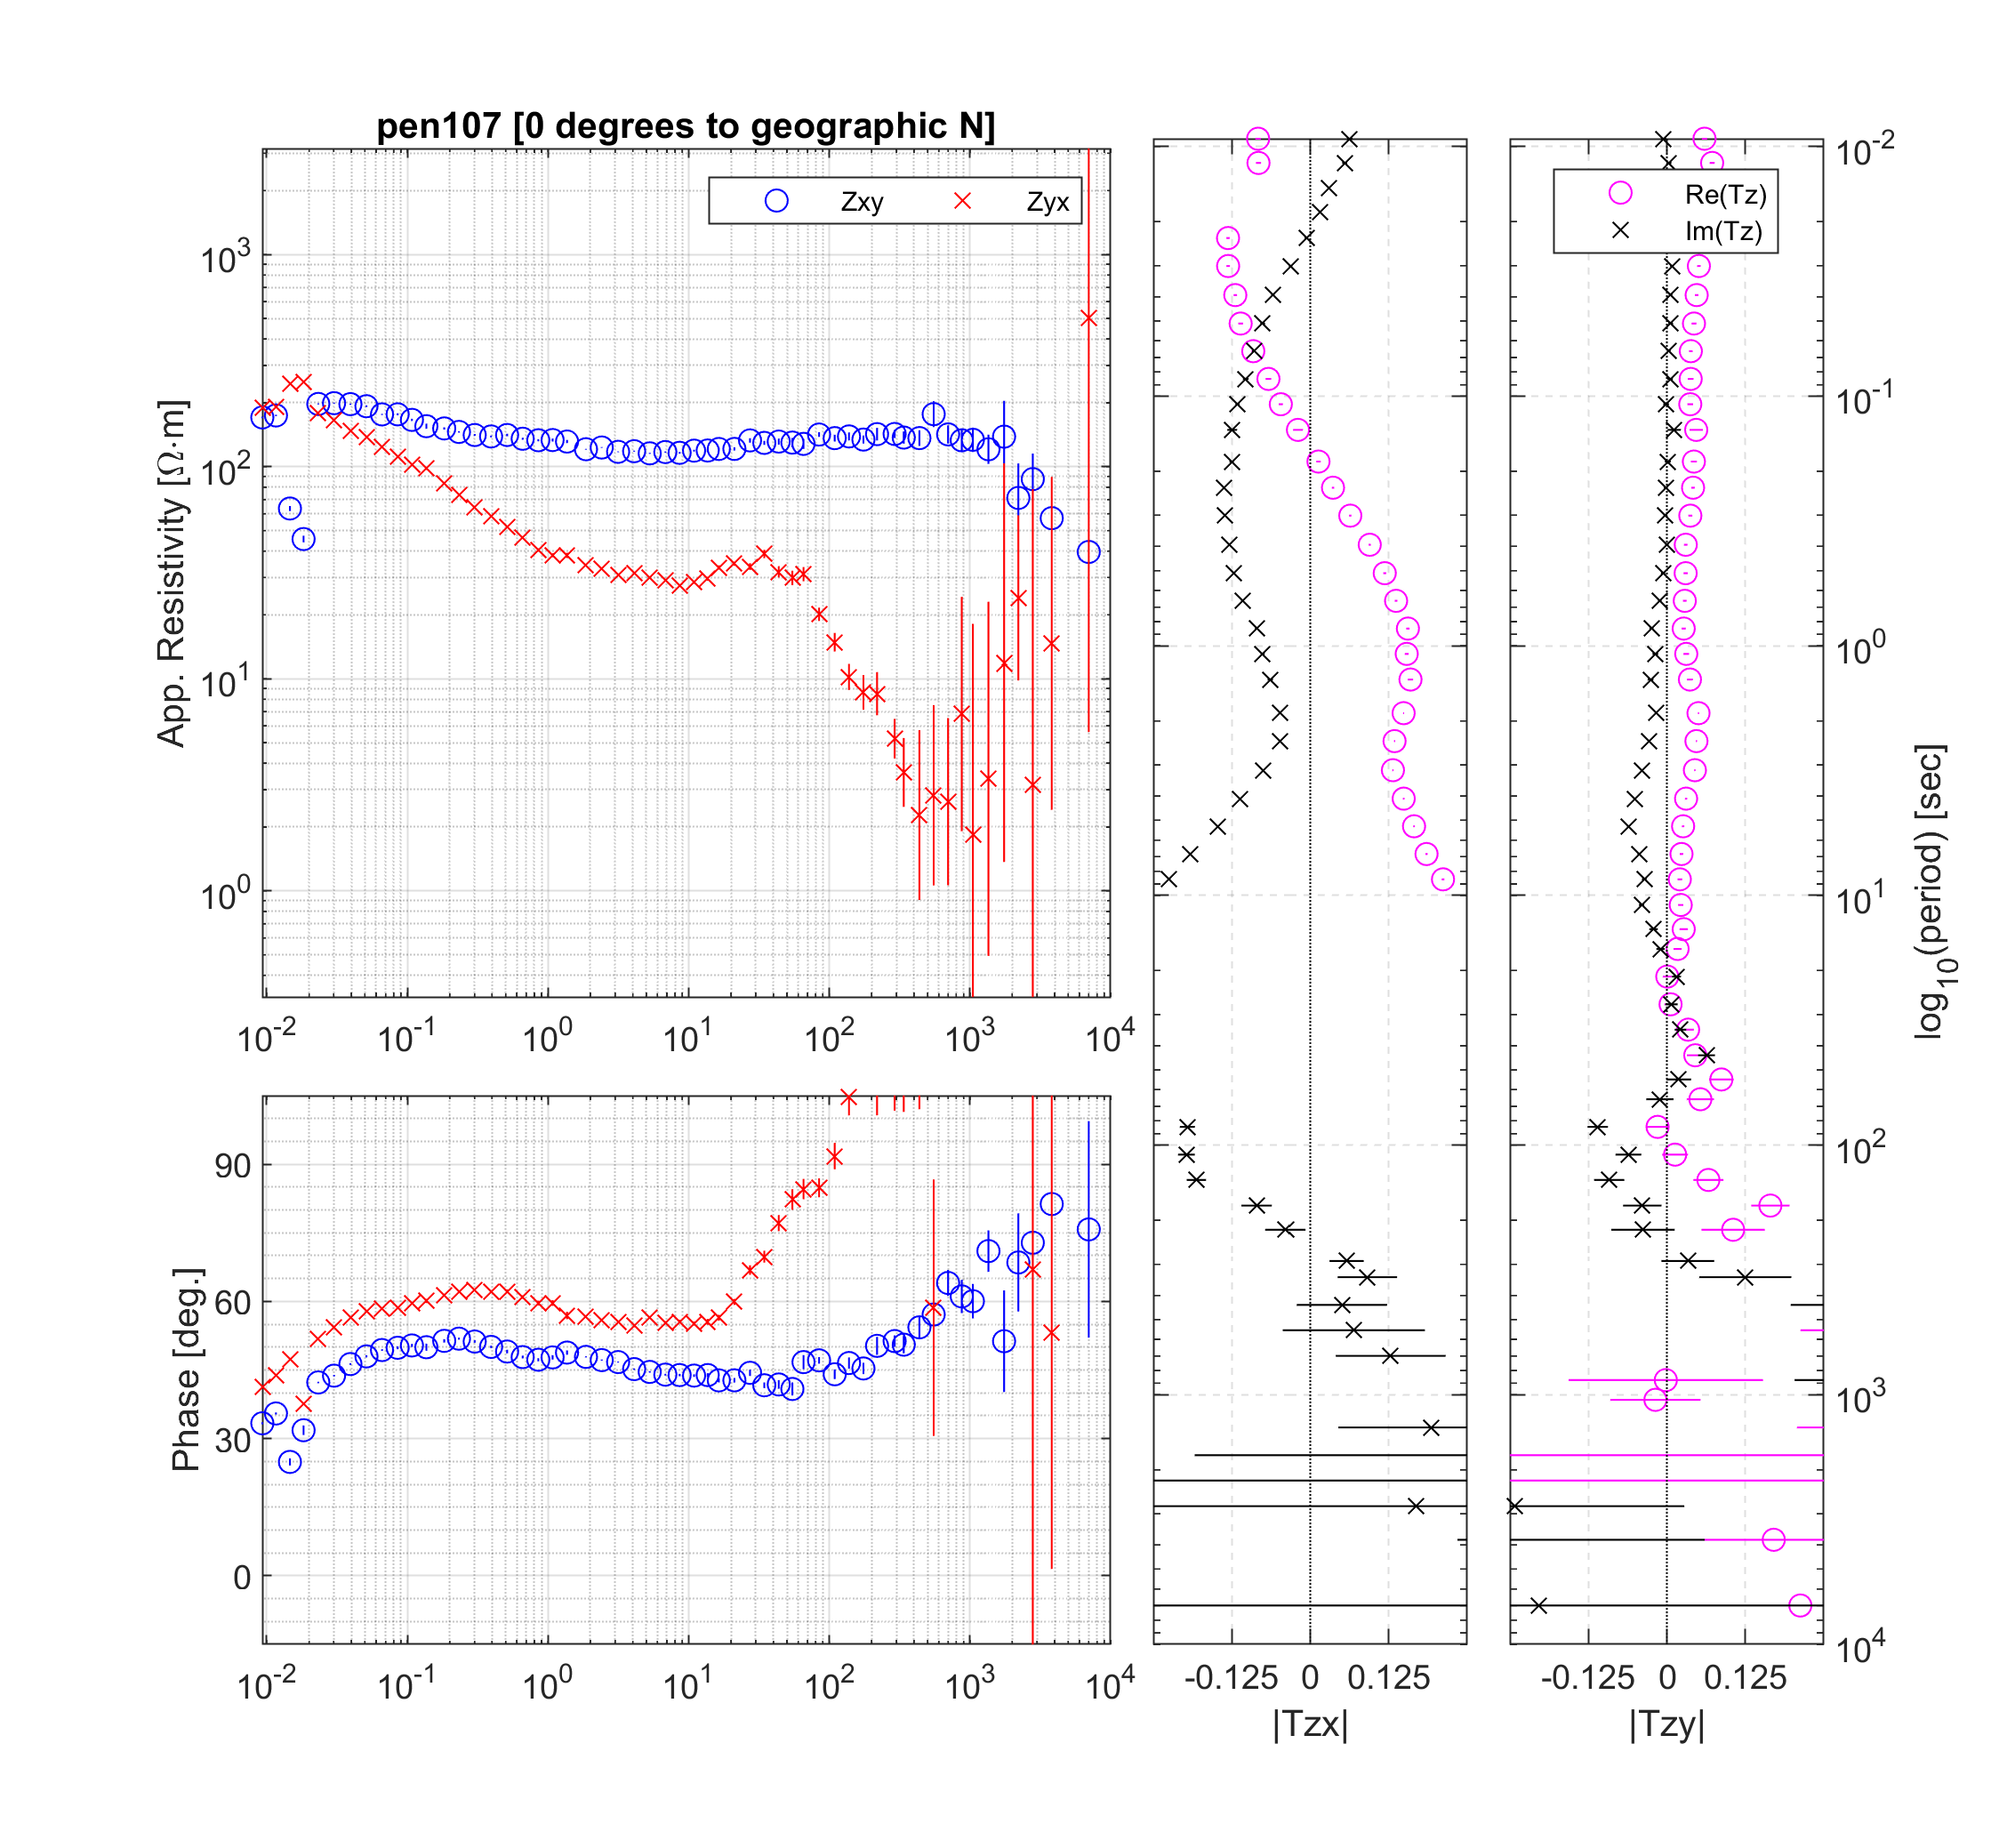 pen107 [0 degrees to geographic N]
Zxy Zyx
App. Resistivity [Ω·m]
10^3
10^2
10^1
10^0
10^-2 10^-1 10^0 10^1 10^2 10^3 10^4
Phase [deg.]
90
60
30
0
10^-2 10^-1 10^0 10^1 10^2 10^3 10^4
-0.125 0 0.125
|Tzx|
Re(Tz)
Im(Tz)
-0.125 0 0.125
|Tzy|
10^-2
10^-1
10^0
10^1
10^2
10^3
10^4
log10(period) [sec]